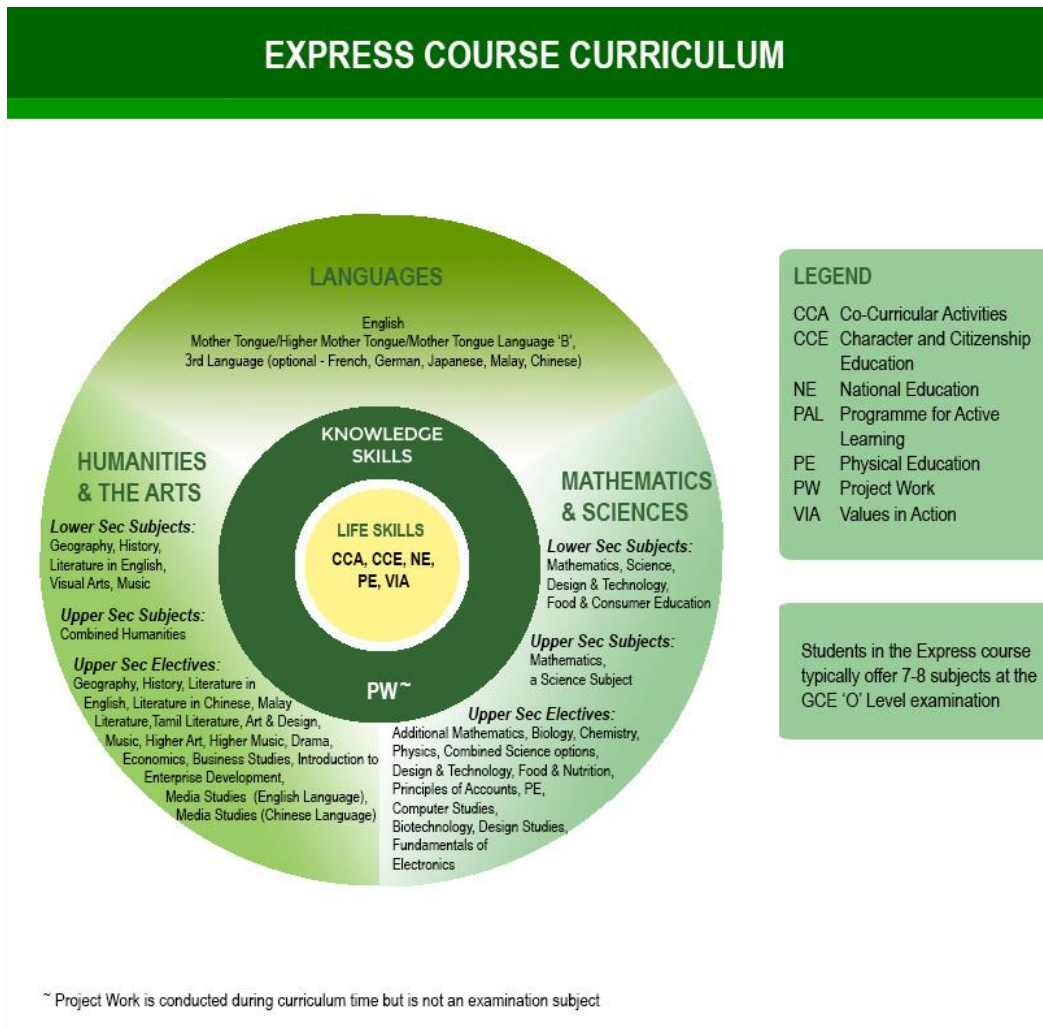 EXPRESS COURSE CURRICULUM
LANGUAGES
English
Mother Tongue/Higher Mother Tongue/Mother Tongue Language 'B',
3rd Language (optional - French, German, Japanese, Malay, Chinese)
KNOWLEDGE
SKILLS
LIFE SKILLS
CCA, CCE, NE,
PE, VIA
PW~
HUMANITIES
& THE ARTS
Lower Sec Subjects:
Geography, History,
Literature in English,
Visual Arts, Music
Upper Sec Subjects:
Combined Humanities
Upper Sec Electives:
Geography, History, Literature in
English, Literature in Chinese, Malay
Literature,Tamil Literature, Art & Design,
Music, Higher Art, Higher Music, Drama,
Economics, Business Studies, Introduction to
Enterprise Development,
Media Studies (English Language),
Media Studies (Chinese Language)
MATHEMATICS
& SCIENCES
Lower Sec Subjects:
Mathematics, Science,
Design & Technology,
Food & Consumer Education
Upper Sec Subjects:
Mathematics,
a Science Subject
Upper Sec Electives:
Additional Mathematics, Biology, Chemistry,
Physics, Combined Science options,
Design & Technology, Food & Nutrition,
Principles of Accounts, PE,
Computer Studies,
Biotechnology, Design Studies,
Fundamentals of
Electronics
LEGEND
CCA Co-Curricular Activities
CCE Character and Citizenship
Education
NE National Education
PAL Programme for Active
Learning
PE Physical Education
PW Project Work
VIA Values in Action
Students in the Express course
typically offer 7-8 subjects at the
GCE 'O' Level examination
~ Project Work is conducted during curriculum time but is not an examination subject